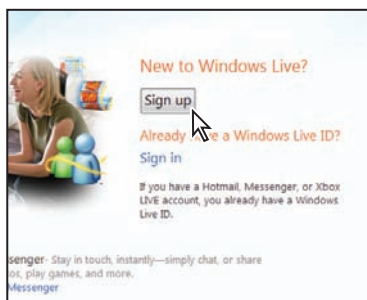 New to Windows Live?
Sign up
Already have a Windows Live ID?
Sign in
If you have a Hotmail, Messenger, or Xbox
LIVE account, you already have a Windows
Live ID.
senger- Stay in touch, instantly—simply chat, or share
os, play games, and more.
Messenger